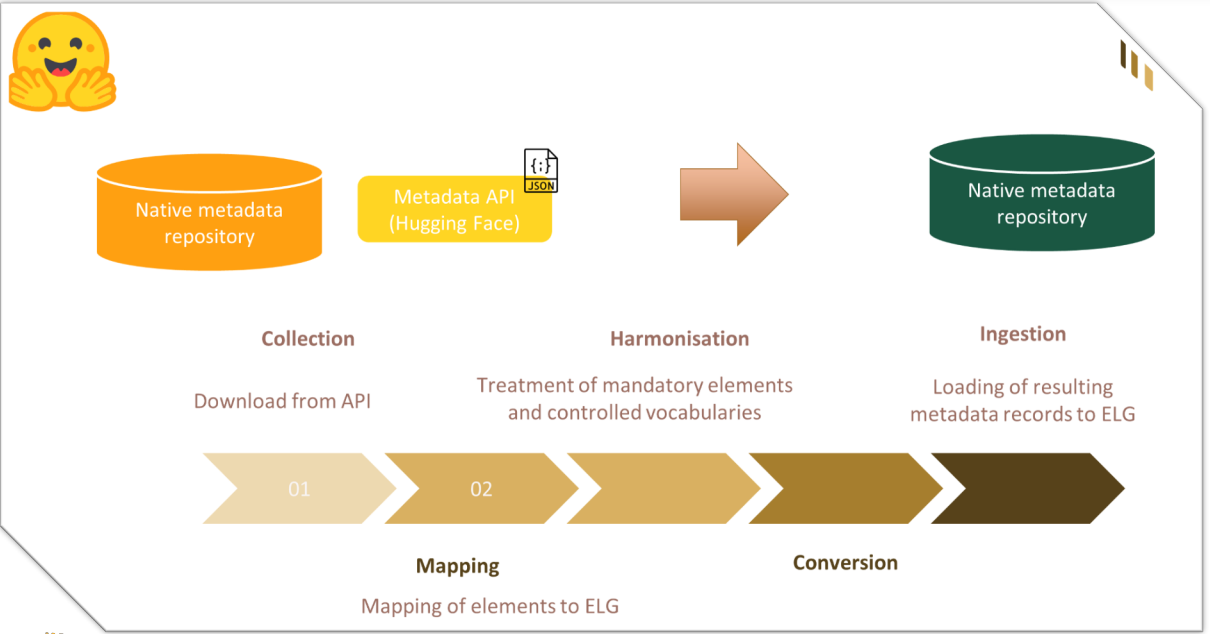 {;}
JSON
Native metadata
repository
Metadata API
(Hugging Face)
Native metadata
repository
Collection
Harmonisation
Ingestion
Download from API
Treatment of mandatory elements
and controlled vocabularies
Loading of resulting
metadata records to ELG
01
02
Mapping
Conversion
Mapping of elements to ELG